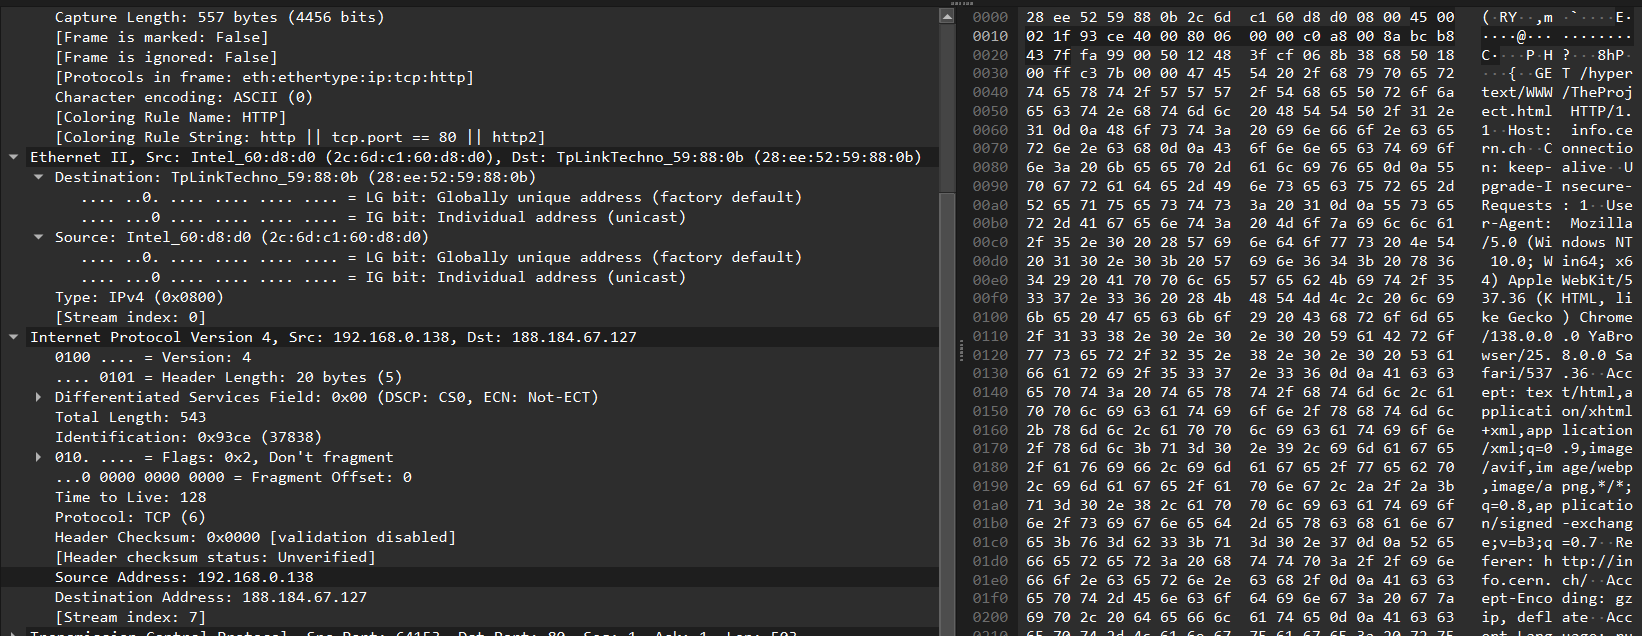 Capture Length: 557 bytes (4456 bits)
[Frame is marked: False]
[Frame is ignored: False]
[Protocols in frame: eth:ethertype:ip:tcp:http]
Character encoding: ASCII (0)
[Coloring Rule Name: HTTP]
[Coloring Rule String: http || tcp.port == 80 || http2]
Ethernet II, Src: Intel_60:d8:d0 (2c:6d:c1:60:d8:d0), Dst: TpLinkTechno_59:88:0b (28:ee:52:59:88:0b)
Destination: TpLinkTechno_59:88:0b (28:ee:52:59:88:0b)
.... ..0. .... .... .... .... = LG bit: Globally unique address (factory default)
.... ...0 .... .... .... .... = IG bit: Individual address (unicast)
Source: Intel_60:d8:d0 (2c:6d:c1:60:d8:d0)
.... ..0. .... .... .... .... = LG bit: Globally unique address (factory default)
.... ...0 .... .... .... .... = IG bit: Individual address (unicast)
Type: IPv4 (0x0800)
[Stream index: 0]
Internet Protocol Version 4, Src: 192.168.0.138, Dst: 188.184.67.127
0100 .... = Version: 4
.... 0101 = Header Length: 20 bytes (5)
Differentiated Services Field: 0x00 (DSCP: CS0, ECN: Not-ECT)
Total Length: 543
Identification: 0x93ce (37838)
010. .... = Flags: 0x2, Don't fragment
...0 0000 0000 0000 = Fragment Offset: 0
Time to Live: 128
Protocol: TCP (6)
Header Checksum: 0x0000 [validation disabled]
[Header checksum status: Unverified]
Source Address: 192.168.0.138
Destination Address: 188.184.67.127
[Stream index: 7]
Transmission Control Protocol, Src Port: 64153, Dst Port: 80, Seq: 1, Ack: 1, Len: 503
0000 28 ee 52 59 88 0b 2c 6d c1 60 d8 d0 08 00 45 00 (·RY··,m ·`····E·
0010 02 1f 93 ce 40 00 80 06 00 00 c0 a8 00 8a bc b8 ····@··· ········
0020 43 7f fa 99 00 50 12 48 3f cf 06 8b 38 68 50 18 C····P·H ?···8hP·
0030 00 ff c3 7b 00 00 47 45 54 20 2f 68 79 70 65 72 ···{··GE T /hyper
0040 74 65 78 74 2f 57 57 57 2f 54 68 65 50 72 6f 6a text/WWW /TheProj
0050 65 63 74 2e 68 74 6d 6c 20 48 54 54 50 2f 31 2e ect.html HTTP/1.
0060 31 0d 0a 48 6f 73 74 3a 20 69 6e 66 6f 2e 63 65 1··Host: info.ce
0070 72 6e 2e 63 68 0d 0a 43 6f 6e 6e 65 63 74 69 6f rn.ch··C onnectio
0080 6e 3a 20 6b 65 65 70 2d 61 6c 69 76 65 0d 0a 55 n: keep- alive··U
0090 70 67 72 61 64 65 2d 49 6e 73 65 63 75 72 65 2d pgrade-I nsecure-
00a0 52 65 71 75 65 73 74 73 3a 20 31 0d 0a 55 73 65 Requests : 1··Use
00b0 72 2d 41 67 65 6e 74 3a 20 4d 6f 7a 69 6c 6c 61 r-Agent: Mozilla
00c0 2f 35 2e 30 20 28 57 69 6e 64 6f 77 73 20 4e 54 /5.0 (Wi ndows NT
00d0 20 31 30 2e 30 3b 20 57 69 6e 36 34 3b 20 78 36 10.0; W in64; x6
00e0 34 29 20 41 70 70 6c 65 57 65 62 4b 69 74 2f 35 4) Apple WebKit/5
00f0 33 37 2e 33 36 20 28 4b 48 54 4d 4c 2c 20 6c 69 37.36 (K HTML, li
0100 6b 65 20 47 65 63 6b 6f 29 20 43 68 72 6f 6d 65 ke Gecko ) Chrome
0110 2f 31 33 38 2e 30 2e 30 2e 30 20 59 61 42 72 6f /138.0.0 .0 YaBro
0120 77 73 65 72 2f 32 35 2e 38 2e 30 2e 30 20 53 61 wser/25. 8.0.0 Sa
0130 66 61 72 69 2f 35 33 37 2e 33 36 0d 0a 41 63 63 fari/537 .36··Acc
0140 65 70 74 3a 20 74 65 78 74 2f 68 74 6d 6c 2c 61 ept: tex t/html,a
0150 70 70 6c 69 63 61 74 69 6f 6e 2f 78 68 74 6d 6c pplicati on/xhtml
0160 2b 78 6d 6c 2c 61 70 70 6c 69 63 61 74 69 6f 6e +xml,app lication
0170 2f 78 6d 6c 3b 71 3d 30 2e 39 2c 69 6d 61 67 65 /xml;q=0 .9,image
0180 2f 61 76 69 66 2c 69 6d 61 67 65 2f 77 65 62 70 /avif,im age/webp
0190 2c 69 6d 61 67 65 2f 61 70 6e 67 2c 2a 2f 2a 3b ,image/a png,*/*;
01a0 71 3d 30 2e 38 2c 61 70 70 6c 69 63 61 74 69 6f q=0.8,ap plicatio
01b0 6e 2f 73 69 67 6e 65 64 2d 65 78 63 68 61 6e 67 n/signed -exchang
01c0 65 3b 76 3d 62 33 3b 71 3d 30 2e 37 0d 0a 52 65 e;v=b3;q =0.7··Re
01d0 66 65 72 65 72 3a 20 68 74 74 70 3a 2f 2f 69 6e ferer: h ttp://in
01e0 66 6f 2e 63 65 72 6e 2e 63 68 2f 0d 0a 41 63 63 fo.cern. ch/··Acc
01f0 65 70 74 2d 45 6e 63 6f 64 69 6e 67 3a 20 67 7a ept-Enco ding: gz
0200 69 70 2c 20 64 65 66 6c 61 74 65 0d 0a 41 63 63 ip, defl ate··Acc
0210 65 70 74 2d 4c 61 6e 67 75 61 67 65 3a 20 72 75